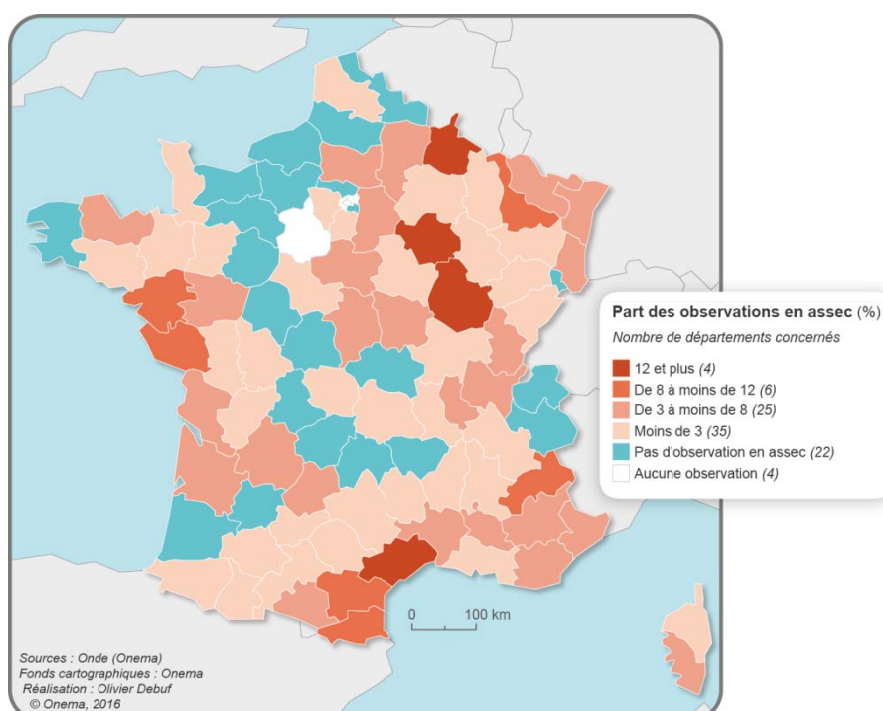 Part des observations en assec (%)
Nombre de départements concernés
12 et plus (4)
De 8 à moins de 12 (6)
De 3 à moins de 8 (25)
Moins de 3 (35)
Pas d'observation en assec (22)
Aucune observation (4)
0 100 km
Sources : Onde (Onema)
Fonds cartographiques : Onema
Réalisation : Olivier Debuf
© Onema, 2016